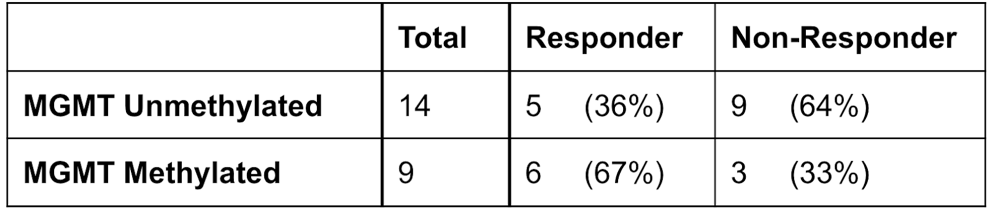 Total Responder Non-Responder
MGMT Unmethylated 14 5 (36%) 9 (64%)
MGMT Methylated 9 6 (67%) 3 (33%)